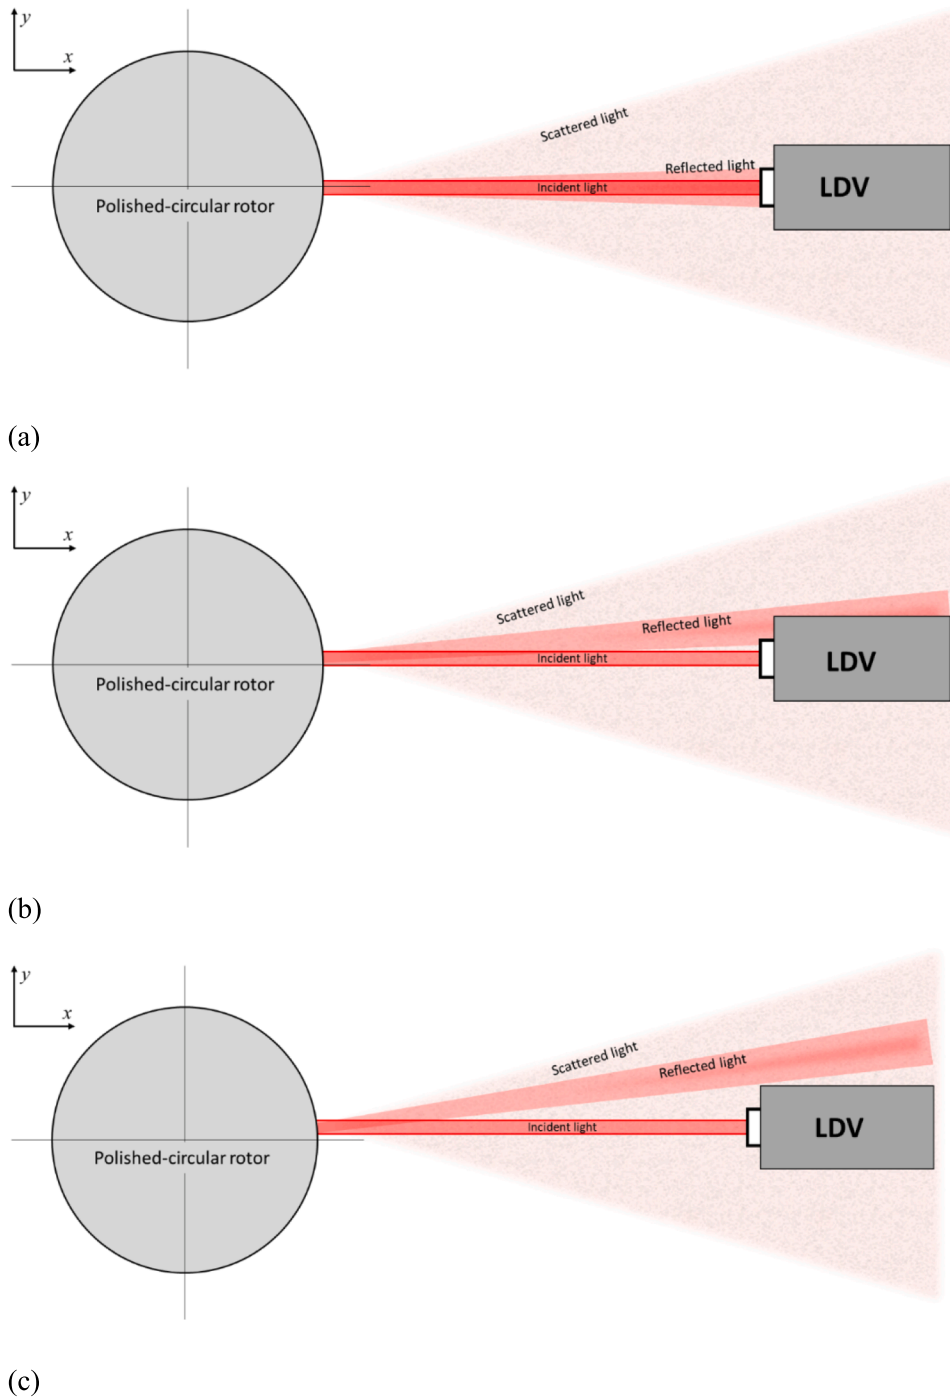 y
x
Scattered light
Reflected light
Incident light
LDV
Polished-circular rotor
(a)
y
x
Scattered light
Reflected light
Incident light
LDV
Polished-circular rotor
(b)
y
x
Scattered light
Reflected light
Incident light
LDV
Polished-circular rotor
(c)